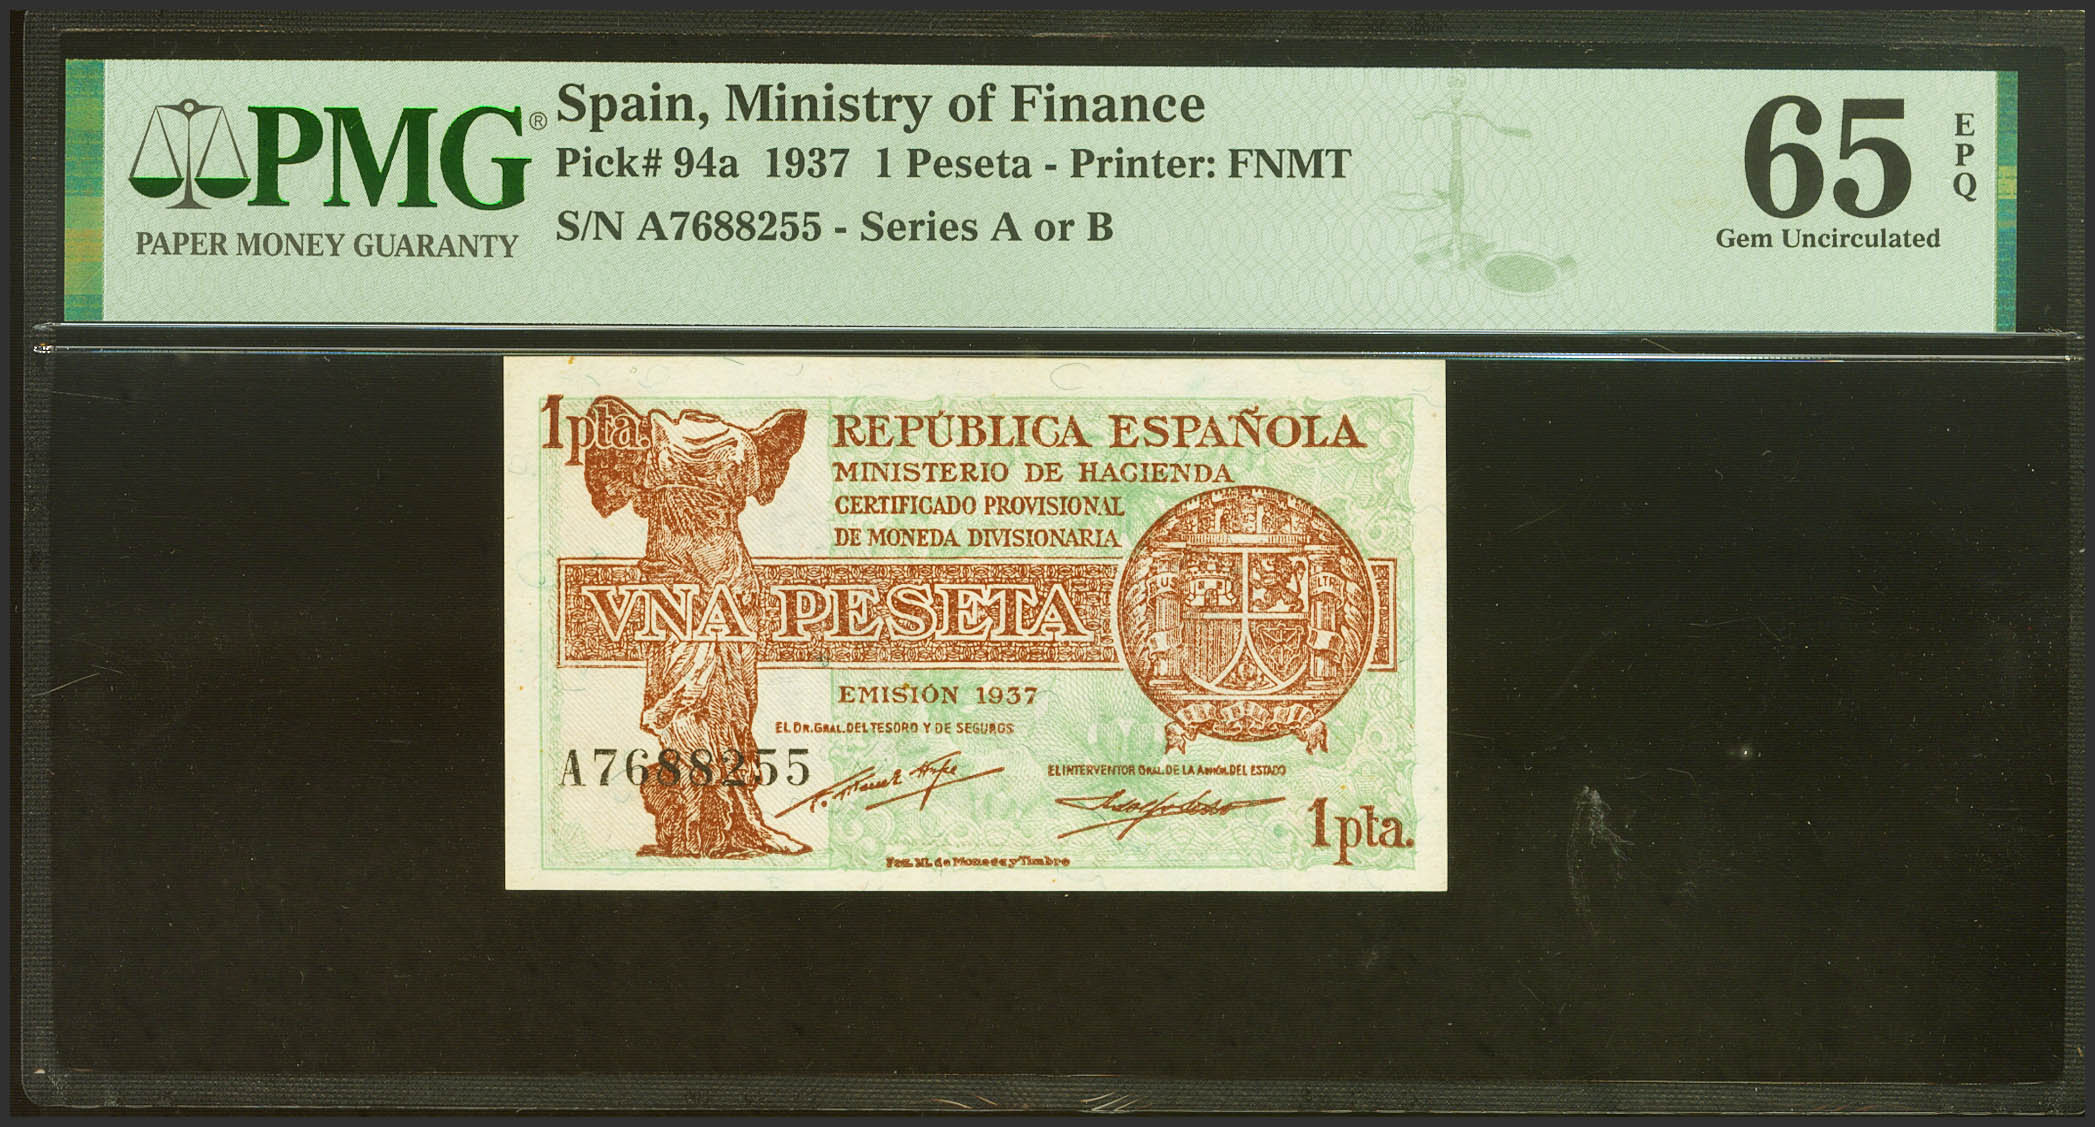 PMG®
PAPER MONEY GUARANTY
Spain, Ministry of Finance
Pick# 94a 1937 1 Peseta - Printer: FNMT
S/N A7688255 - Series A or B
65
EPQ
Gem Uncirculated
1pta.
REPÚBLICA ESPAÑOLA
MINISTERIO DE HACIENDA
CERTIFICADO PROVISIONAL
DE MONEDA DIVISIONARIA
VNA PESETA
EMISIÓN 1937
EL DR. GRAL. DEL TESORO Y DE SEGUROS
A7688255
EL INTERVENTOR GRAL. DE LA ADMÓN. DEL ESTADO
1pta.